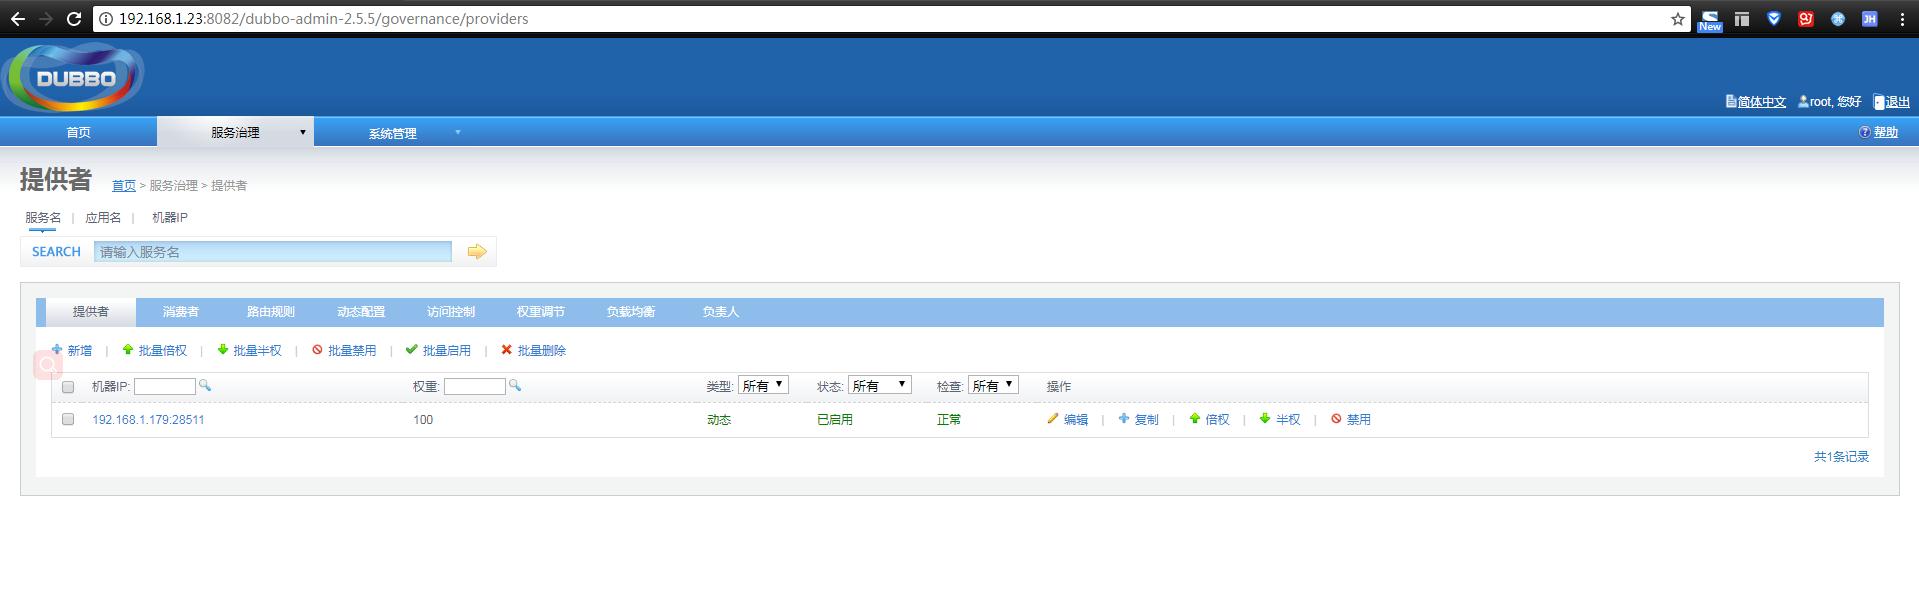 192.168.1.23:8082/dubbo-admin-2.5.5/governance/providers
New
JH
DUBBO
简体中文 root, 您好 退出
首页 服务治理 系统管理 帮助
提供者 首页 > 服务治理 > 提供者
服务名 | 应用名 | 机器IP
SEARCH 请输入服务名
提供者 消费者 路由规则 动态配置 访问控制 权重调节 负载均衡 负责人
新增 | 批量倍权 | 批量半权 | 批量禁用 | 批量启用 | 批量删除
机器IP: 权重: 类型: 所有 状态: 所有 检查: 所有 操作
192.168.1.179:28511 100 动态 已启用 正常 编辑 | 复制 | 倍权 | 半权 | 禁用
共1条记录